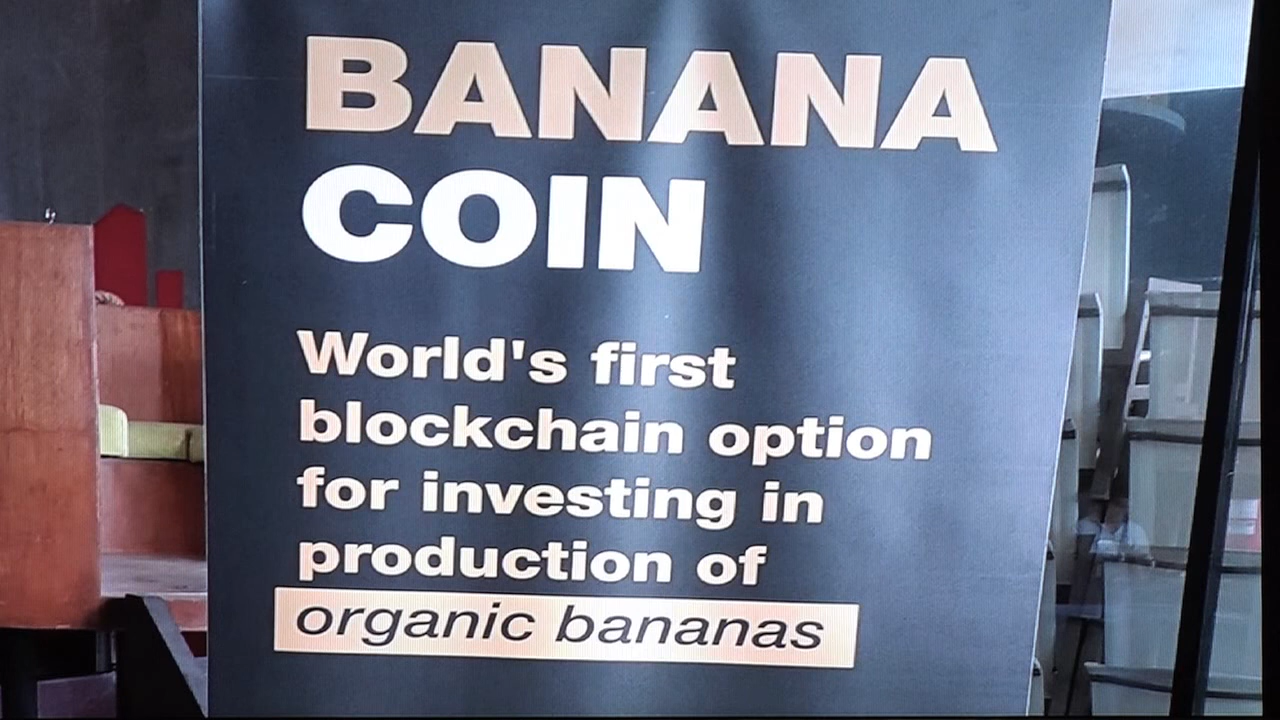 BANANA
COIN
World's first
blockchain option
for investing in
production of
organic bananas